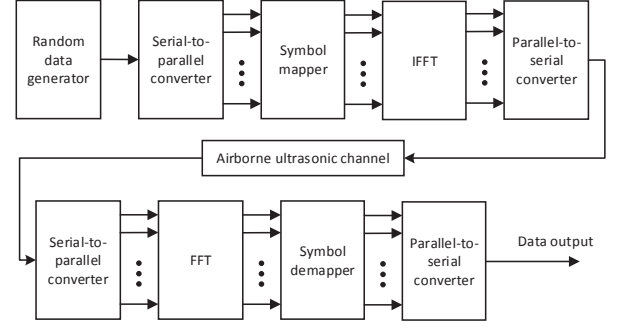 Random
data
generator
Serial-to-
parallel
converter
Symbol
mapper
IFFT
Parallel-to-
serial
converter
Airborne ultrasonic channel
Serial-to-
parallel
converter
FFT
Symbol
demapper
Parallel-to-
serial
converter
Data output